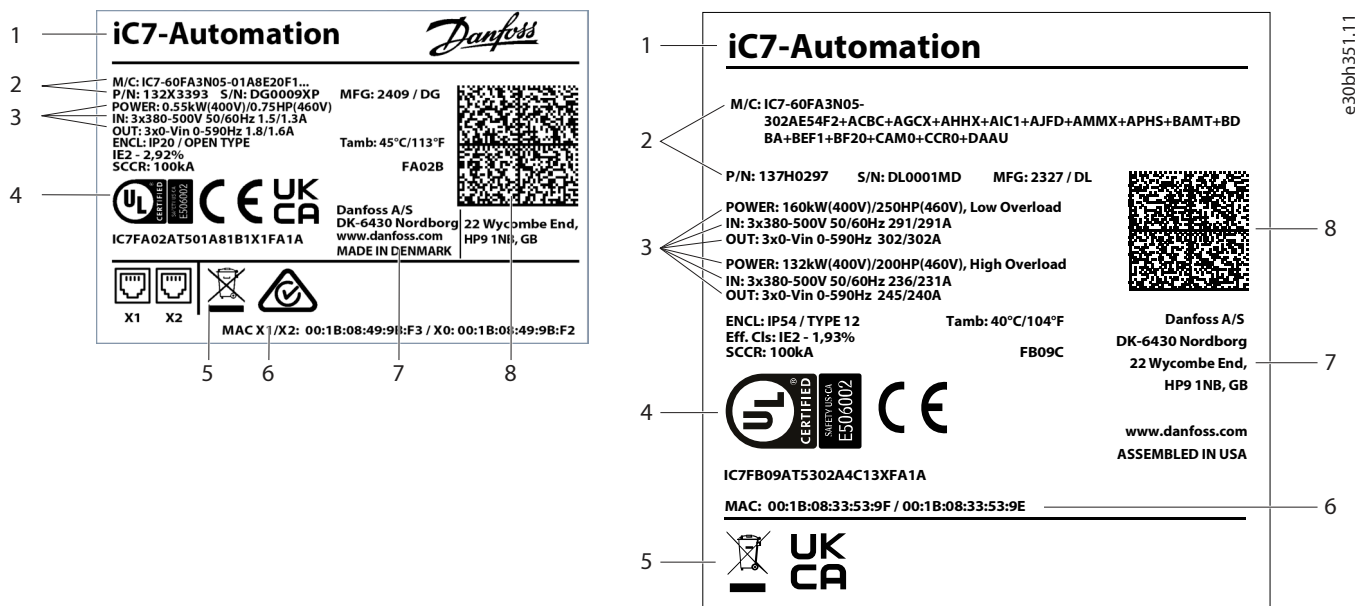 iC7-Automation
Danfoss
M/C: IC7-60FA3N05-01A8E20F1...
P/N: 132X3393 S/N: DG0009XP MFG: 2409 / DG
POWER: 0.55kW(400V)/0.75HP(460V)
IN: 3x380-500V 50/60Hz 1.5/1.3A
OUT: 3x0-Vin 0-590Hz 1.8/1.6A
ENCL: IP20 / OPEN TYPE Tamb: 45°C/113°F
IE2 - 2,92%
SCCR: 100kA FA02B
UL ® CERTIFIED SAFETY US-CA E506002 CE UK CA
Danfoss A/S
DK-6430 Nordborg 22 Wycombe End,
www.danfoss.com HP9 1NB, GB
MADE IN DENMARK
IC7FA02AT501A81B1X1FA1A
X1 X2
MAC X1/X2: 00:1B:08:49:9B:F3 / X0: 00:1B:08:49:9B:F2
1
2
3
4
5 6 7 8
iC7-Automation
M/C: IC7-60FA3N05-
302AE54F2+ACBC+AGCX+AHHX+AIC1+AJFD+AMMX+APHS+BAMT+BD
BA+BEF1+BF20+CAM0+CCR0+DAAU
P/N: 137H0297 S/N: DL0001MD MFG: 2327 / DL
POWER: 160kW(400V)/250HP(460V), Low Overload
IN: 3x380-500V 50/60Hz 291/291A
OUT: 3x0-Vin 0-590Hz 302/302A
POWER: 132kW(400V)/200HP(460V), High Overload
IN: 3x380-500V 50/60Hz 236/231A
OUT: 3x0-Vin 0-590Hz 245/240A
ENCL: IP54 / TYPE 12 Tamb: 40°C/104°F
Eff. Cls: IE2 - 1,93%
SCCR: 100kA FB09C
Danfoss A/S
DK-6430 Nordborg
22 Wycombe End,
HP9 1NB, GB
www.danfoss.com
ASSEMBLED IN USA
UL ® CERTIFIED SAFETY US-CA E506002 CE
IC7FB09AT5302A4C13XFA1A
MAC: 00:1B:08:33:53:9F / 00:1B:08:33:53:9E
UK
CA
1
2
3
4
5
6
7
8
e30bh351.11